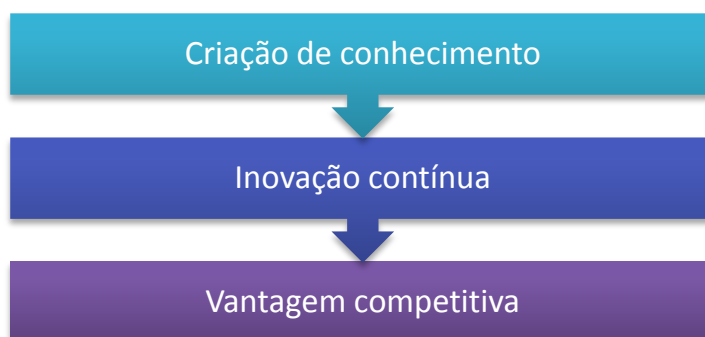 Criação de conhecimento
Inovação contínua
Vantagem competitiva